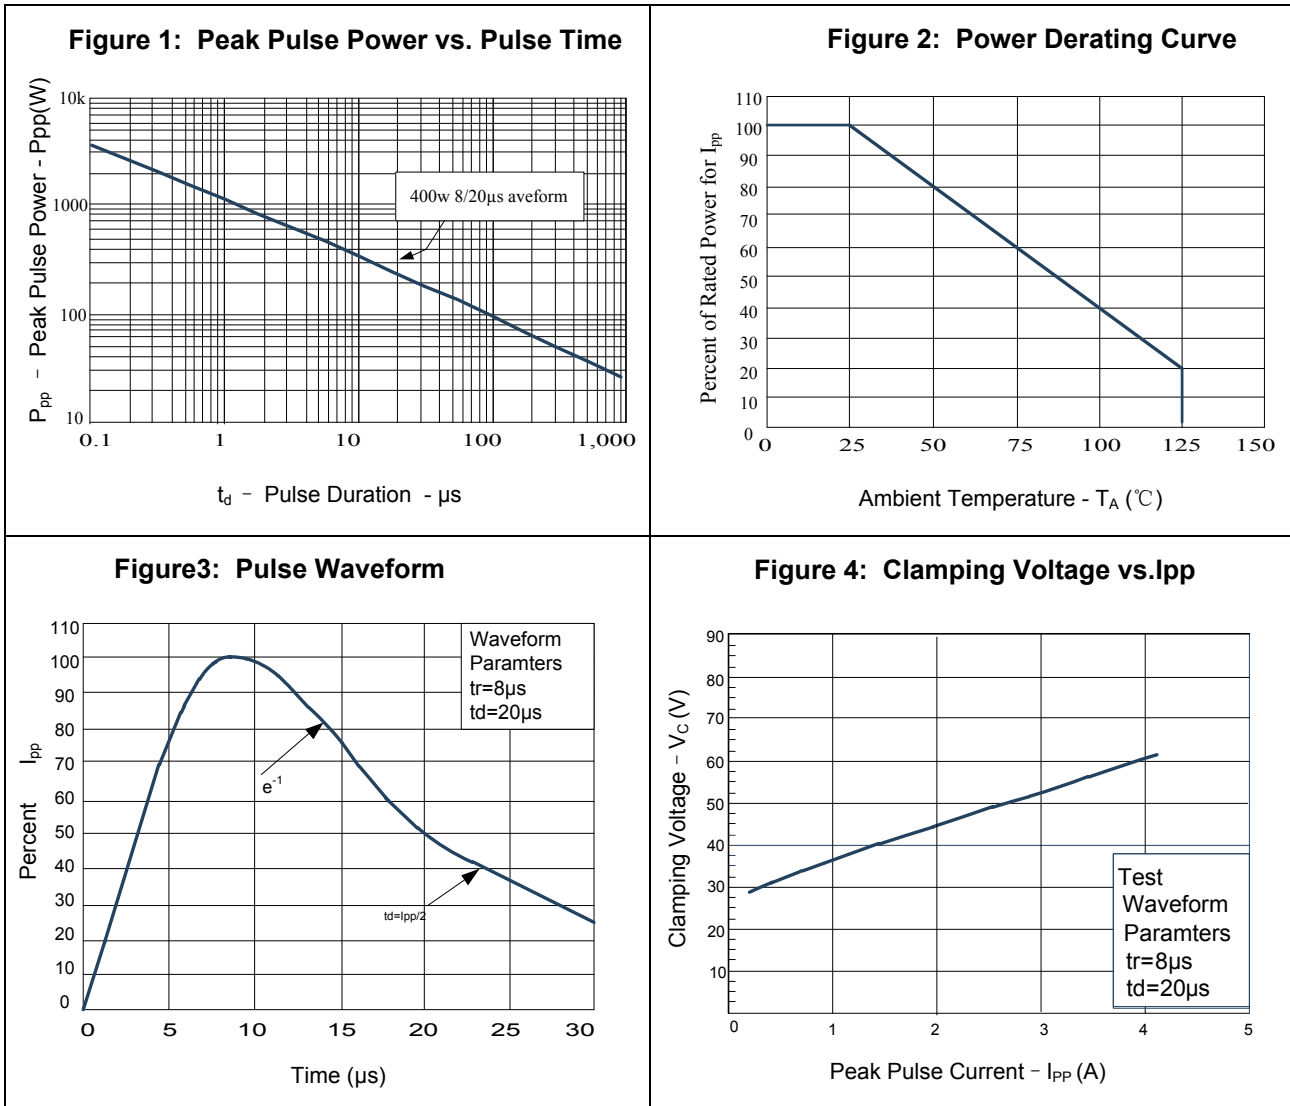 Figure 1: Peak Pulse Power vs. Pulse Time
Ppp – Peak Pulse Power - Ppp(W)
10k
1000
100
10
400w 8/20µs aveform
0.1 1 10 100 1,000
td – Pulse Duration - µs
Figure 2: Power Derating Curve
Percent of Rated Power for Ipp
110
100
90
80
70
60
50
40
30
20
10
0
0 25 50 75 100 125 150
Ambient Temperature - TA (℃)
Figure3: Pulse Waveform
Percent Ipp
110
100
90
80
70
60
50
40
30
20
10
0
Waveform
Paramters
tr=8µs
td=20µs
e-1
td=Ipp/2
0 5 10 15 20 25 30
Time (µs)
Figure 4: Clamping Voltage vs.Ipp
Clamping Voltage – VC (V)
90
80
70
60
50
40
30
20
10
Test
Waveform
Paramters
tr=8µs
td=20µs
0 1 2 3 4 5
Peak Pulse Current – IPP (A)